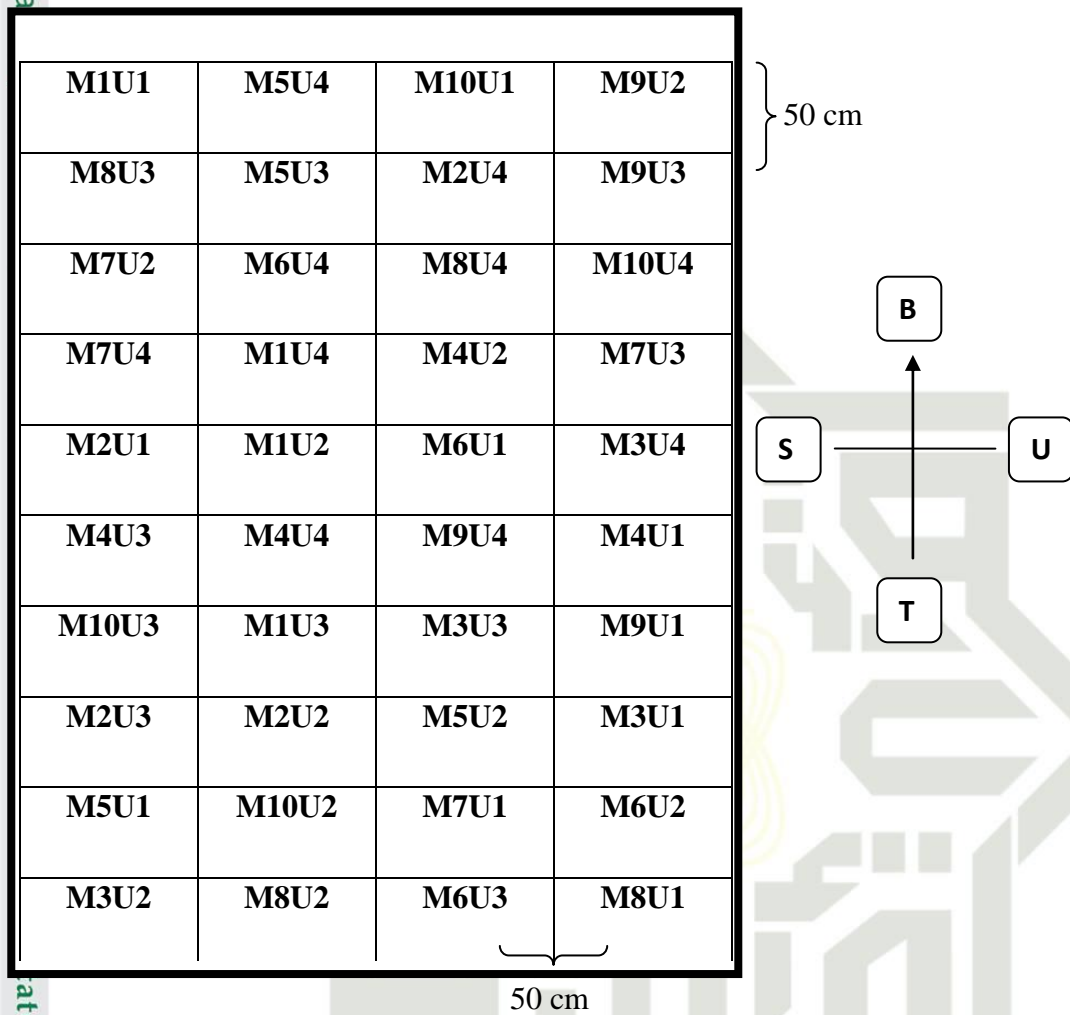 M1U1 M5U4 M10U1 M9U2
50 cm
M8U3 M5U3 M2U4 M9U3
M7U2 M6U4 M8U4 M10U4
B
M7U4 M1U4 M4U2 M7U3
M2U1 M1U2 M6U1 M3U4
S U
M4U3 M4U4 M9U4 M4U1
T
M10U3 M1U3 M3U3 M9U1
M2U3 M2U2 M5U2 M3U1
M5U1 M10U2 M7U1 M6U2
M3U2 M8U2 M6U3 M8U1
50 cm